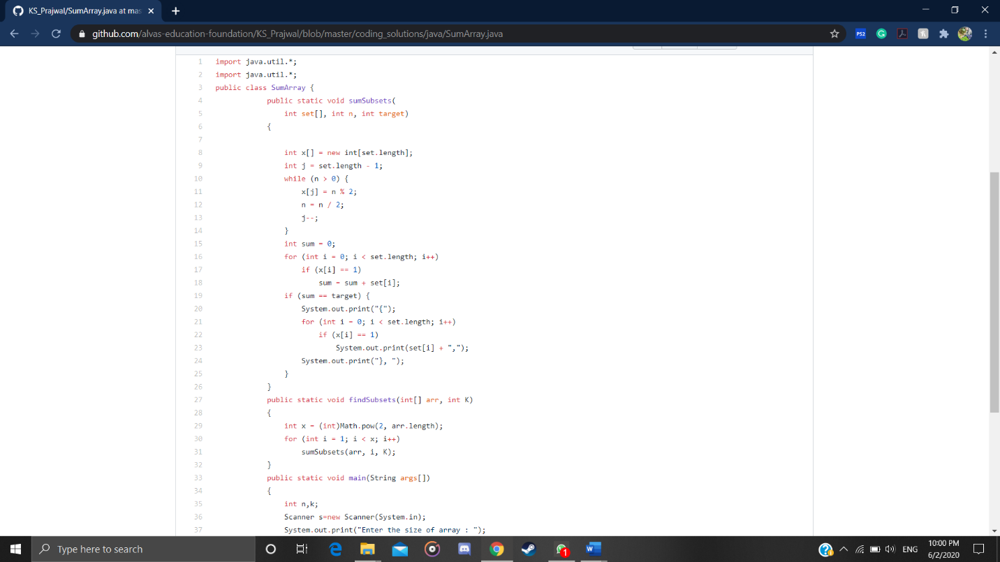 KS_Prajwal/SumArray.java at mas
github.com/alvas-education-foundation/KS_Prajwal/blob/master/coding_solutions/java/SumArray.java
PS2
1 import java.util.*;
2 import java.util.*;
3 public class SumArray {
4 public static void sumSubsets(
5 int set[], int n, int target)
6 {
7
8 int x[] = new int[set.length];
9 int j = set.length - 1;
10 while (n > 0) {
11 x[j] = n % 2;
12 n = n / 2;
13 j--;
14 }
15 int sum = 0;
16 for (int i = 0; i < set.length; i++)
17 if (x[i] == 1)
18 sum = sum + set[i];
19 if (sum == target) {
20 System.out.print("{");
21 for (int i = 0; i < set.length; i++)
22 if (x[i] == 1)
23 System.out.print(set[i] + ",");
24 System.out.print("}, ");
25 }
26 }
27 public static void findSubsets(int[] arr, int K)
28 {
29 int x = (int)Math.pow(2, arr.length);
30 for (int i = 1; i < x; i++)
31 sumSubsets(arr, i, K);
32 }
33 public static void main(String args[])
34 {
35 int n,k;
36 Scanner s=new Scanner(System.in);
37 System.out.print("Enter the size of array : ");
Type here to search
1
ENG
10:00 PM
6/2/2020